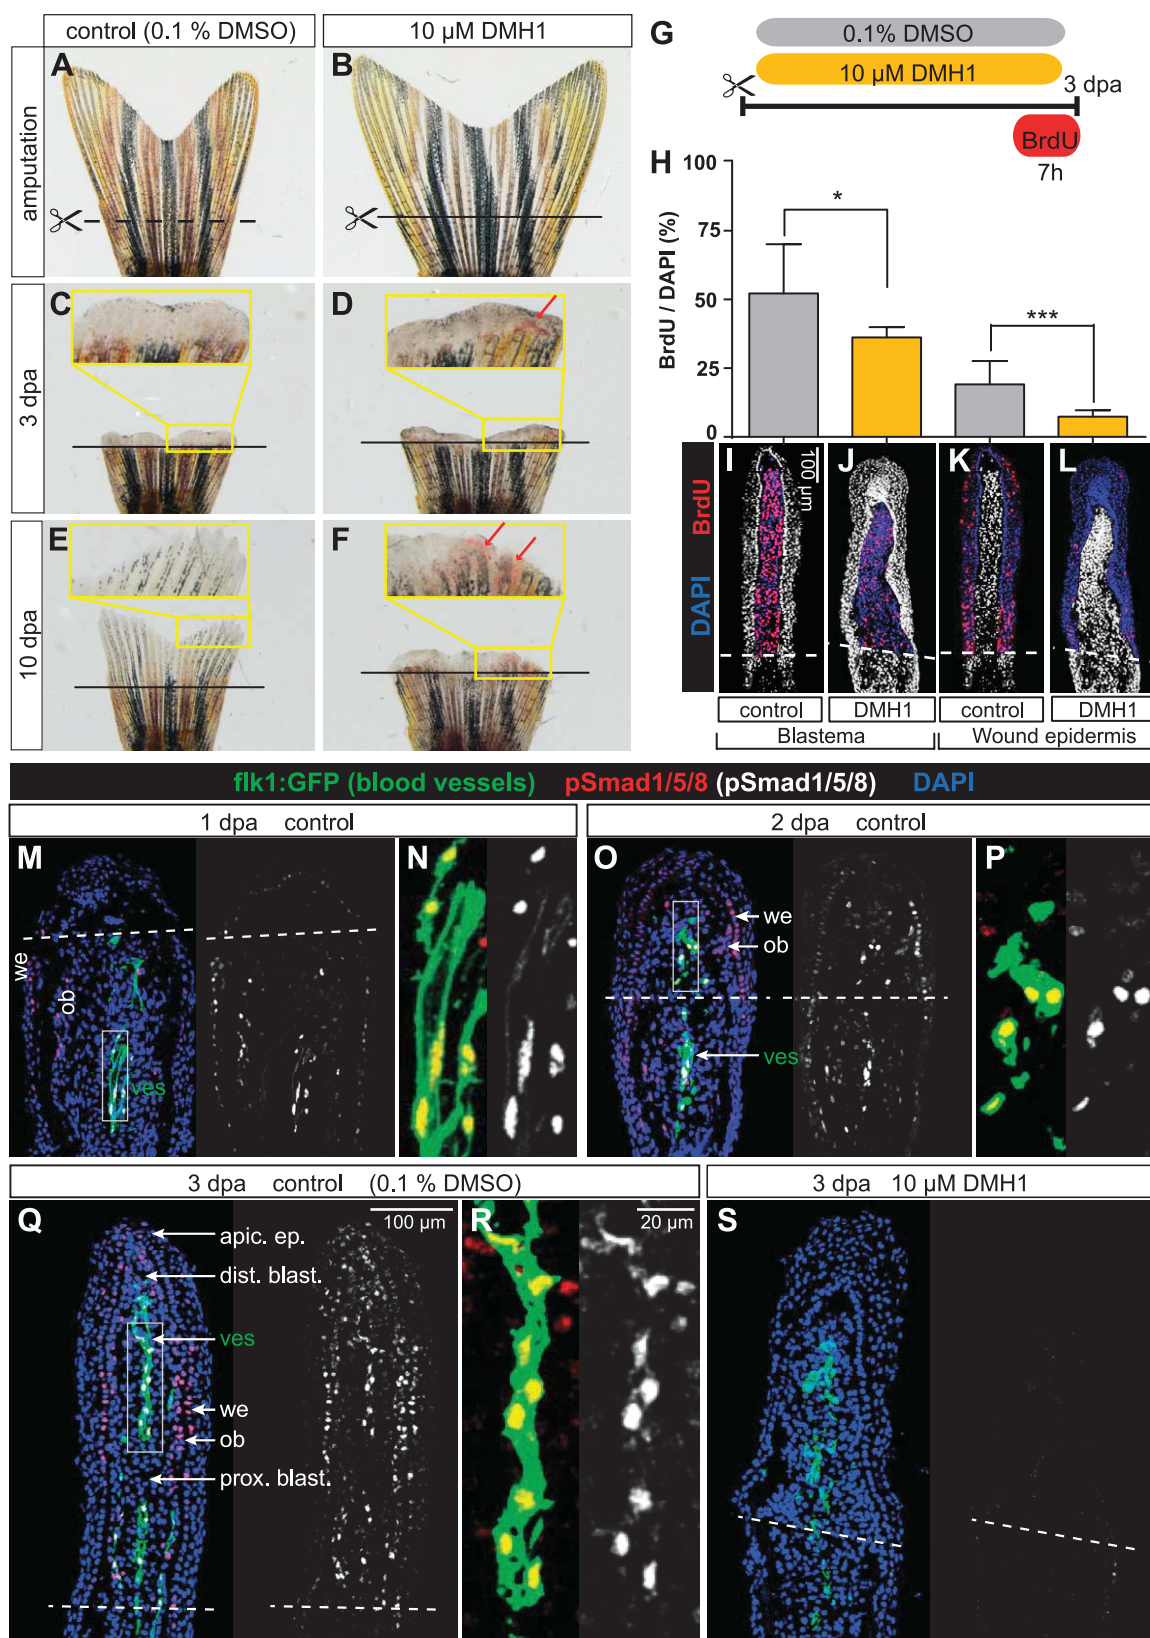 control (0.1 % DMSO)
10 µM DMH1
amputation
A
B
3 dpa
C
D
10 dpa
E
F
G
0.1% DMSO
10 µM DMH1
3 dpa
BrdU
7h
H
BrdU / DAPI (%)
100
75
50
25
0
*
***
DAPI BrdU
I
100 µm
J
K
L
control
DMH1
control
DMH1
Blastema
Wound epidermis
flk1:GFP (blood vessels) pSmad1/5/8 (pSmad1/5/8) DAPI
1 dpa control
2 dpa control
M
we
ob
ves
N
O
we
ob
ves
P
3 dpa control (0.1 % DMSO)
3 dpa 10 µM DMH1
Q
100 µm
apic. ep.
dist. blast.
ves
we
ob
prox. blast.
R
20 µm
S